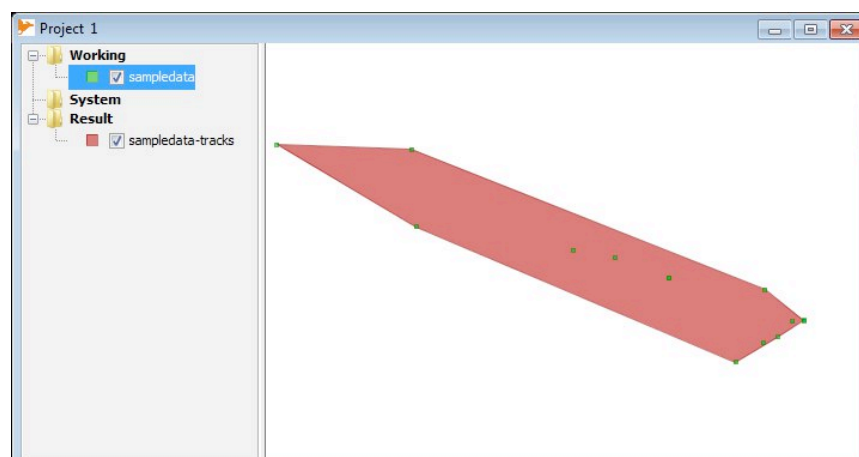 Project 1
Working
sampledata
System
Result
sampledata-tracks